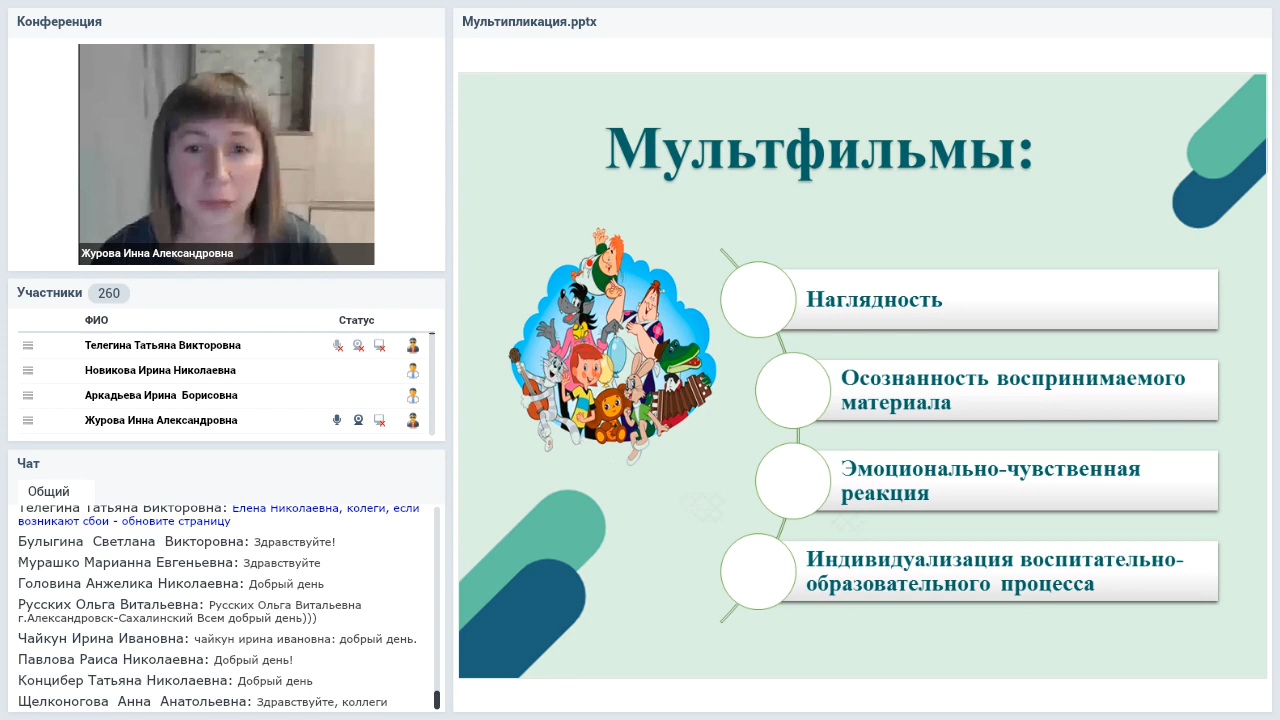 Конференция
Журова Инна Александровна
Участники 260
ФИО Статус
Телегина Татьяна Викторовна
Новикова Ирина Николаевна
Аркадьева Ирина Борисовна
Журова Инна Александровна
Чат
Общий
Телегина Татьяна Викторовна: Елена Николаевна, колеги, если
возникают сбои - обновите страницу
Булыгина Светлана Викторовна: Здравствуйте!
Мурашко Марианна Евгеньевна: Здравствуйте
Головина Анжелика Николаевна: Добрый день
Русских Ольга Витальевна: Русских Ольга Витальевна
г.Александровск-Сахалинский Всем добрый день)))
Чайкун Ирина Ивановна: чайкун ирина ивановна: добрый день.
Павлова Раиса Николаевна: Добрый день!
Концибер Татьяна Николаевна: Добрый день
Щелконогова Анна Анатольевна: Здравствуйте, коллеги
Мультипликация.pptx
Мультфильмы:
Наглядность
Осознанность воспринимаемого
материала
Эмоционально-чувственная
реакция
Индивидуализация воспитательно-
образовательного процесса